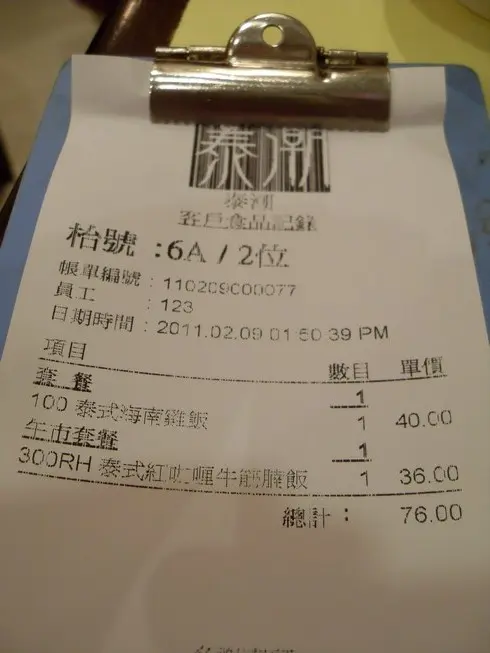 泰潮
泰潮
客戶食品記錄
枱號 :6A / 2位
帳單編號 : 110209000077
員工 : 123
日期時間 : 2011.02.09 01:50:39 PM
項目 數目 單價
套 餐 1
100 泰式海南雞飯 1 40.00
午市套餐 1
300RH 泰式紅咖喱牛筋腩飯 1 36.00
總計 : 76.00